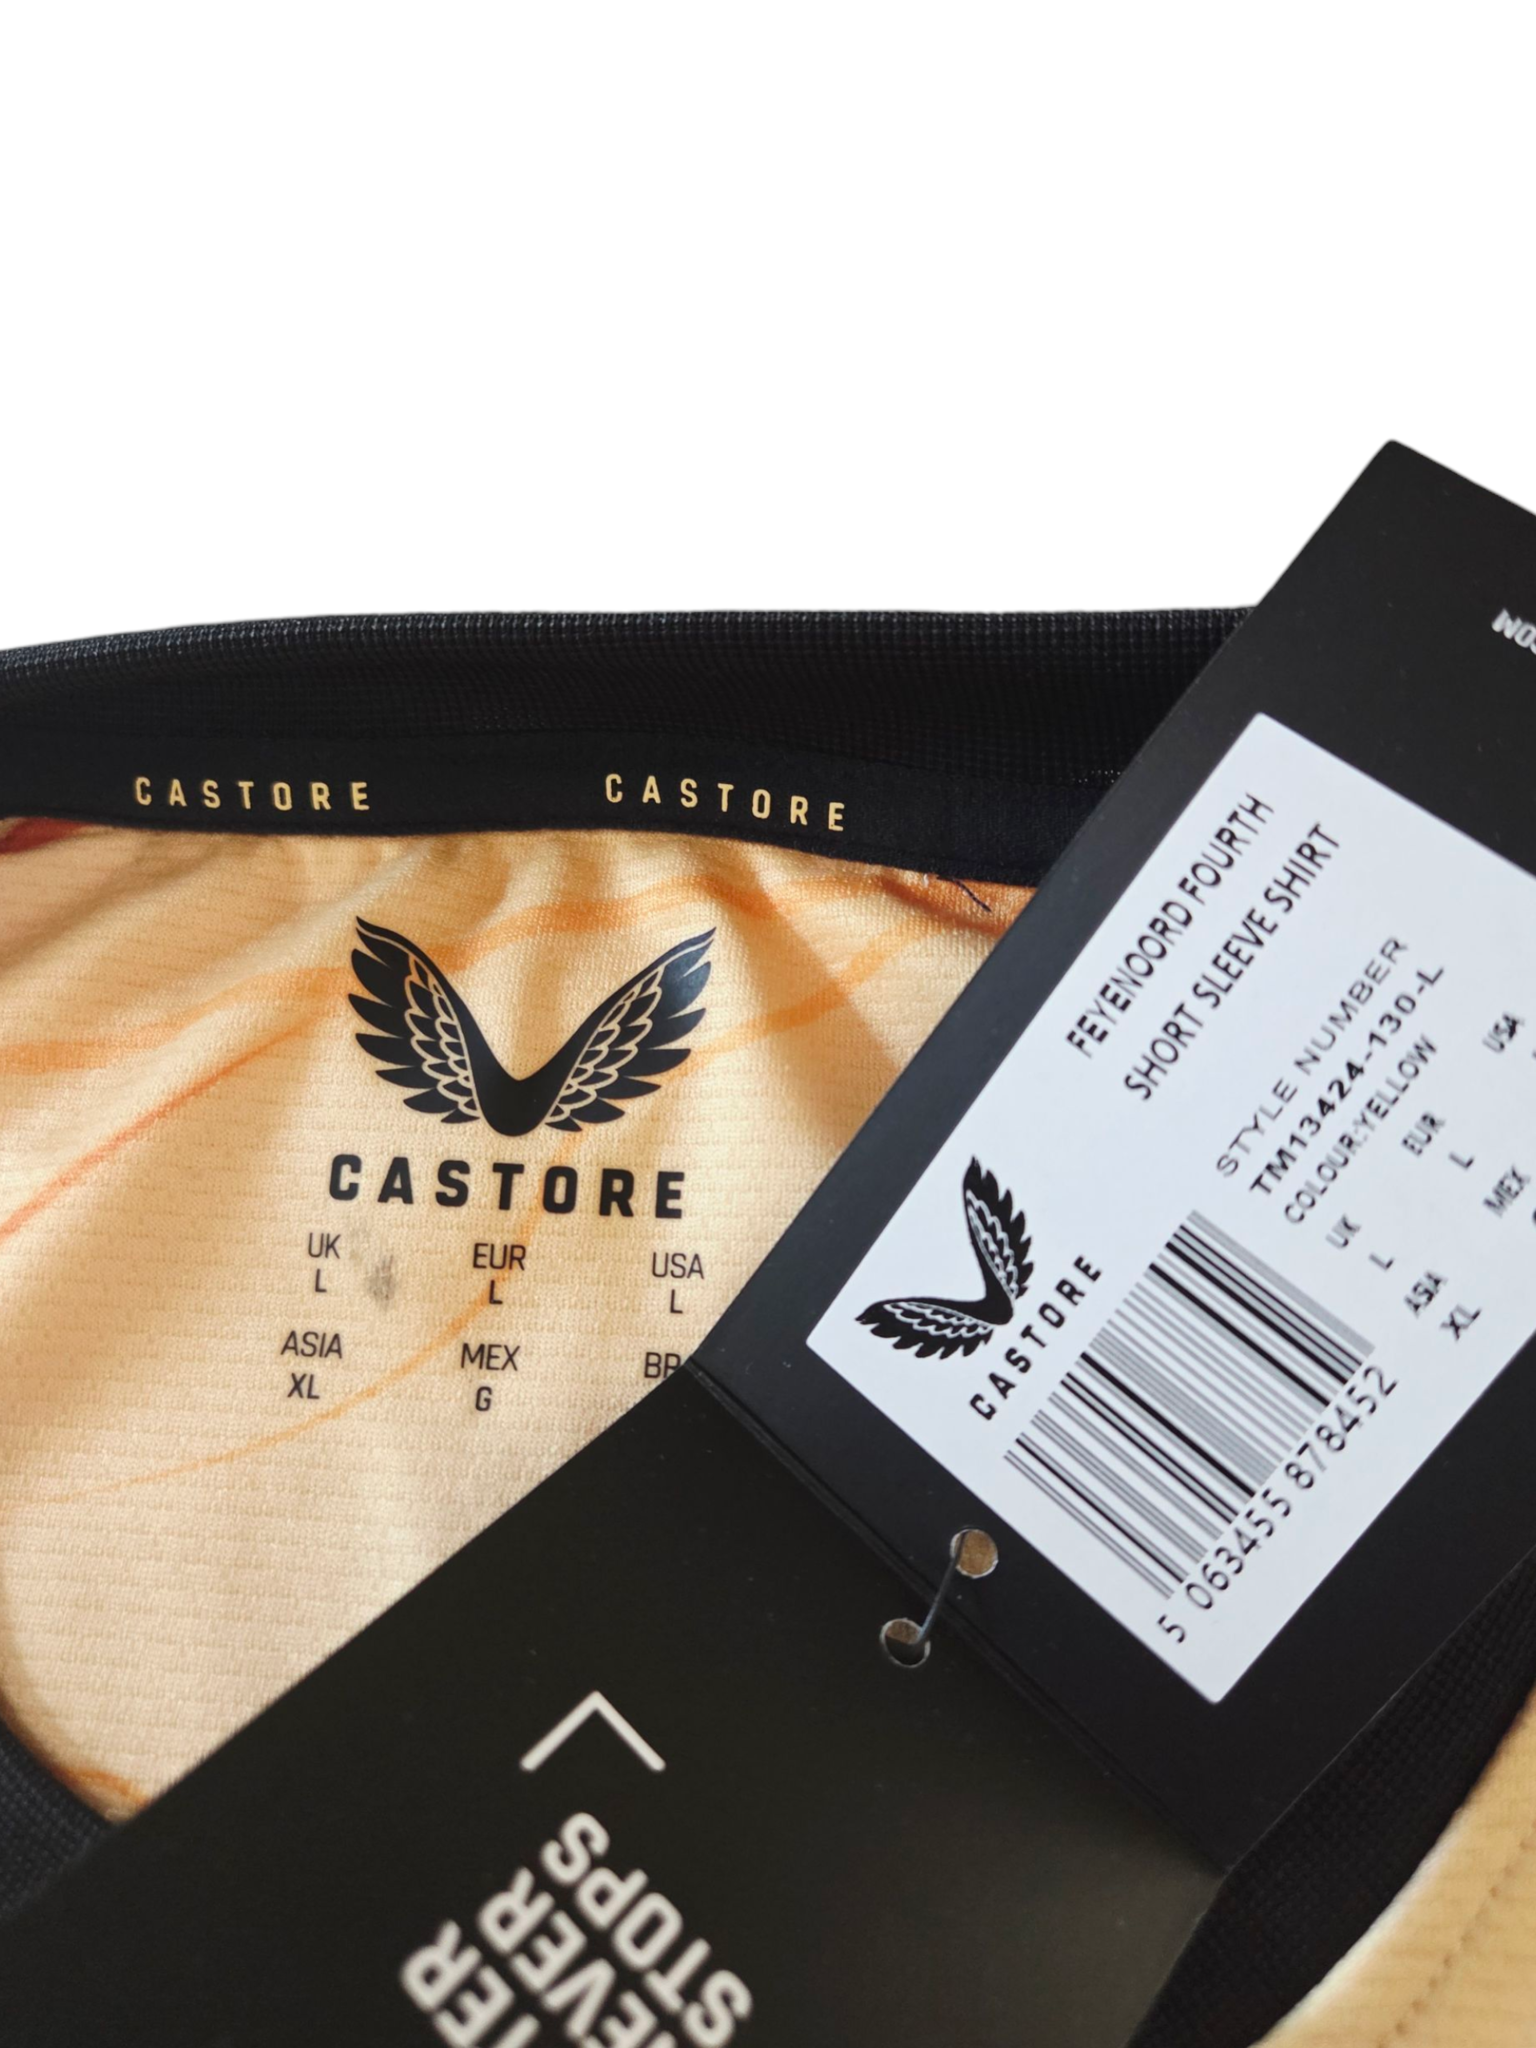 CASTORE CASTORE
CASTORE
UK EUR USA
L L L
ASIA MEX
XL G
FEYENOORD FOURTH
SHORT SLEEVE SHIRT
STYLE NUMBER
TM13424-130-L
COLOUR:YELLOW
UK EUR USA
L L
ASIA MEX
XL
CASTORE
5 063455 878452
NEVER
STOPS